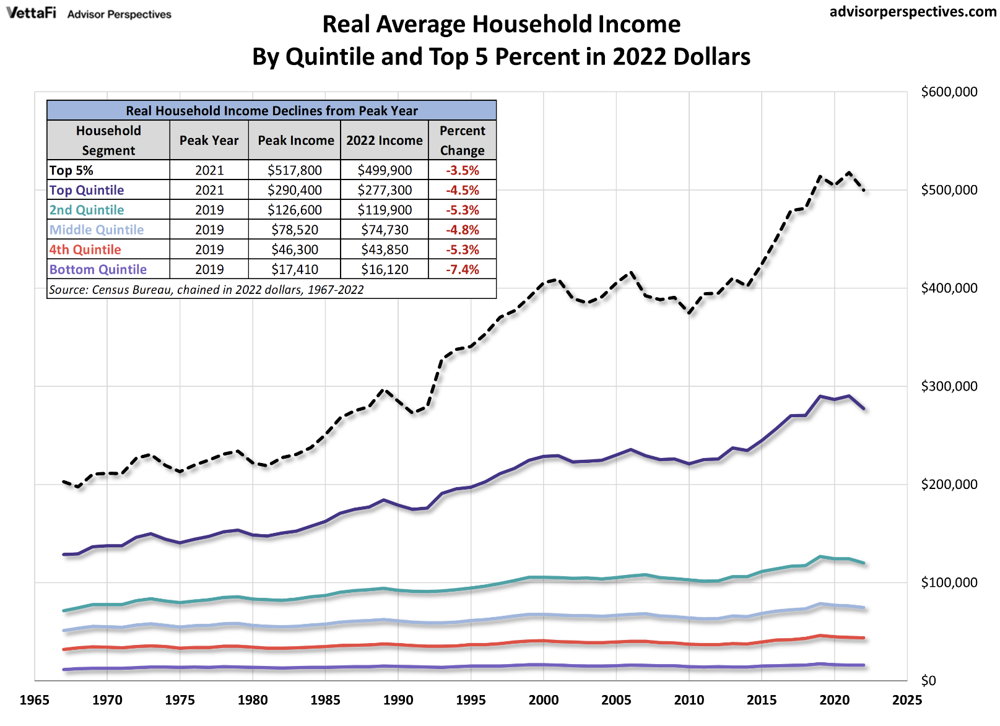 VettaFi Advisor Perspectives
advisorperspectives.com
Real Average Household Income
By Quintile and Top 5 Percent in 2022 Dollars
Real Household Income Declines from Peak Year
Household Segment Peak Year Peak Income 2022 Income Percent Change
Top 5% 2021 $517,800 $499,900 -3.5%
Top Quintile 2021 $290,400 $277,300 -4.5%
2nd Quintile 2019 $126,600 $119,900 -5.3%
Middle Quintile 2019 $78,520 $74,730 -4.8%
4th Quintile 2019 $46,300 $43,850 -5.3%
Bottom Quintile 2019 $17,410 $16,120 -7.4%
Source: Census Bureau, chained in 2022 dollars, 1967-2022
$600,000
$500,000
$400,000
$300,000
$200,000
$100,000
$0
1965 1970 1975 1980 1985 1990 1995 2000 2005 2010 2015 2020 2025